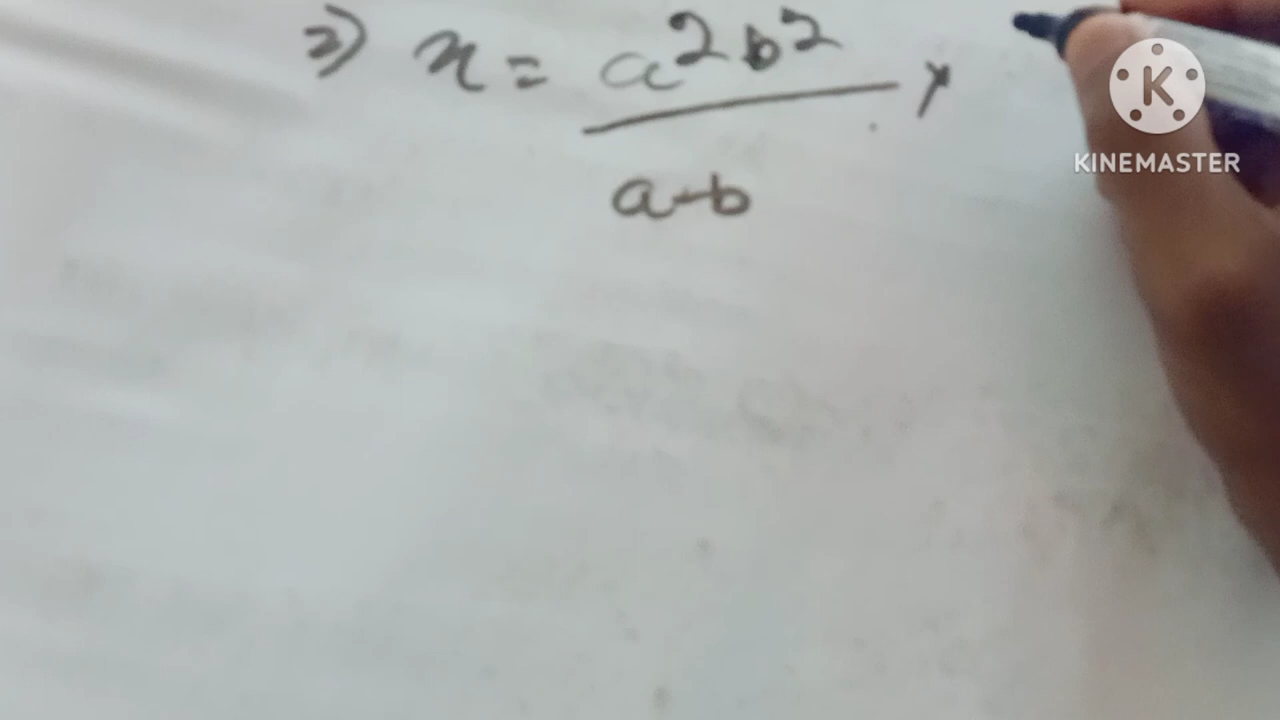 ⇒ x = a²b² ×
a-b
K
KINEMASTER